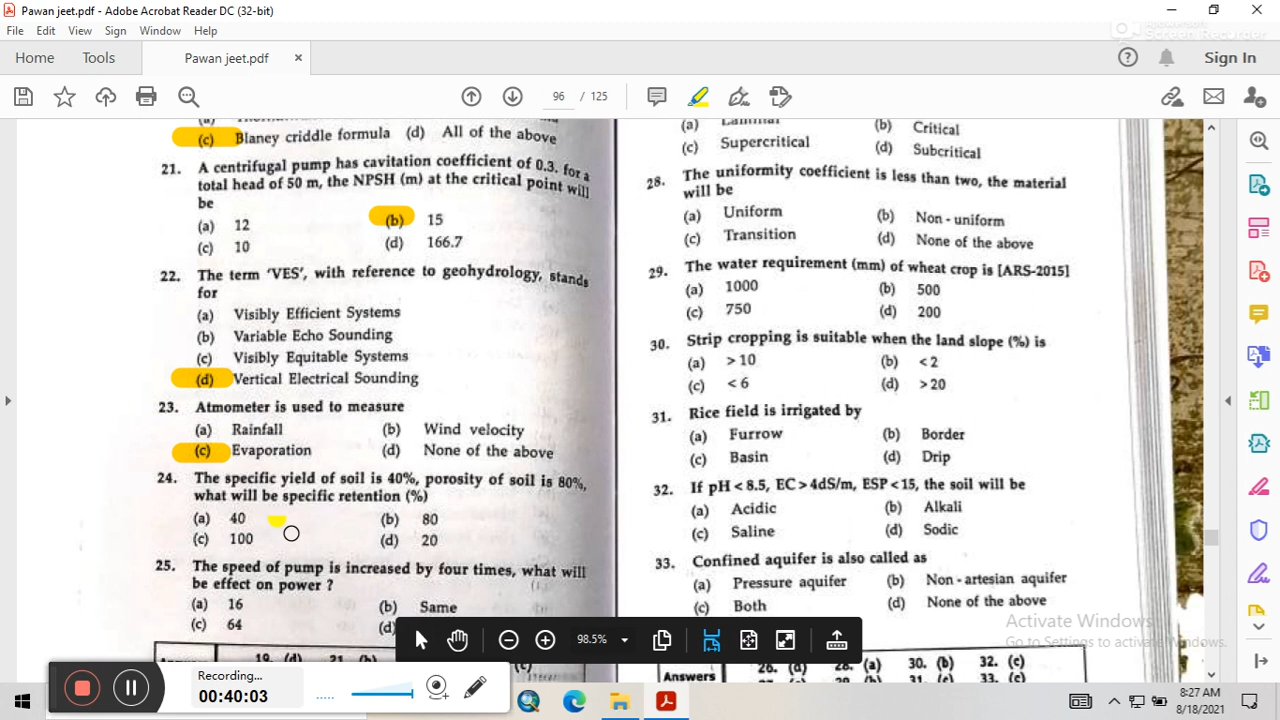 Pawan jeet.pdf - Adobe Acrobat Reader DC (32-bit)
File Edit View Sign Window Help
Screen Recorder
Home Tools Pawan jeet.pdf × Sign In
96 / 125
(c) Blaney criddle formula (d) All of the above
21. A centrifugal pump has cavitation coefficient of 0.3. for a
total head of 50 m, the NPSH (m) at the critical point will
be
(a) 12 (b) 15
(c) 10 (d) 166.7
22. The term 'VES', with reference to geohydrology, stands
for
(a) Visibly Efficient Systems
(b) Variable Echo Sounding
(c) Visibly Equitable Systems
(d) Vertical Electrical Sounding
23. Atmometer is used to measure
(a) Rainfall (b) Wind velocity
(c) Evaporation (d) None of the above
24. The specific yield of soil is 40%, porosity of soil is 80%,
what will be specific retention (%)
(a) 40 (b) 80
(c) 100 (d) 20
25. The speed of pump is increased by four times, what will
be effect on power ?
(a) 16 (b) Same
(c) 64 (d)
19. (d) 21. (b)
(c)
(a) Laminar (b) Critical
(c) Supercritical (d) Subcritical
28. The uniformity coefficient is less than two, the material
will be
(a) Uniform (b) Non - uniform
(c) Transition (d) None of the above
29. The water requirement (mm) of wheat crop is [ARS-2015]
(a) 1000 (b) 500
(c) 750 (d) 200
30. Strip cropping is suitable when the land slope (%) is
(a) > 10 (b) < 2
(c) < 6 (d) > 20
31. Rice field is irrigated by
(a) Furrow (b) Border
(c) Basin (d) Drip
32. If pH < 8.5, EC > 4dS/m, ESP < 15, the soil will be
(a) Acidic (b) Alkali
(c) Saline (d) Sodic
33. Confined aquifer is also called as
(a) Pressure aquifer (b) Non - artesian aquifer
(c) Both (d) None of the above
Activate Windows
Go to Settings to activate Windows.
Answers 26. (d) 28. (a) 30. (b) 32. (c)
98.5%
Recording...
00:40:03
8:27 AM
8/18/2021